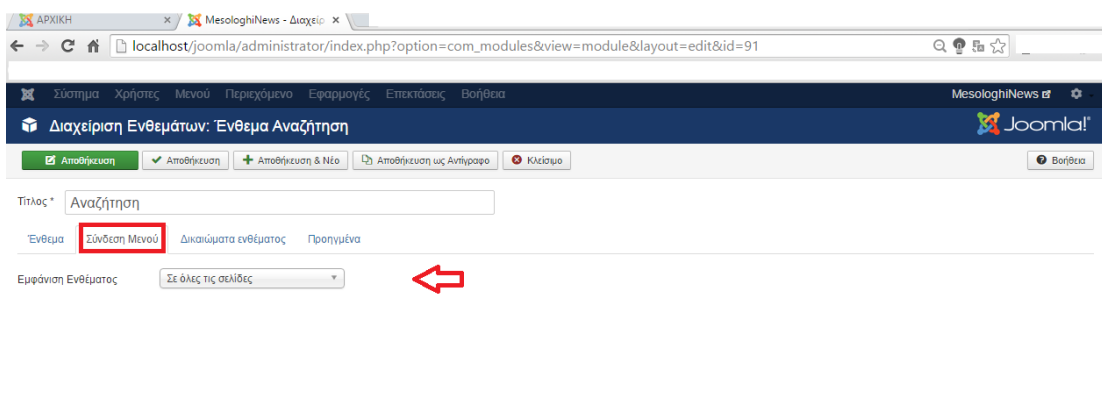 ΑΡΧΙΚΗ MesologhiNews - Διαχείρ
localhost/joomla/administrator/index.php?option=com_modules&view=module&layout=edit&id=91
Σύστημα Χρήστες Μενού Περιεχόμενο Εφαρμογές Επεκτάσεις Βοήθεια MesologhiNews
Διαχείριση Ενθεμάτων: Ένθεμα Αναζήτηση Joomla!
Αποθήκευση Αποθήκευση Αποθήκευση & Νέο Αποθήκευση ως Αντίγραφο Κλείσιμο Βοήθεια
Τίτλος * Αναζήτηση
Ένθεμα Σύνδεση Μενού Δικαιώματα ενθέματος Προηγμένα
Εμφάνιση Ενθέματος Σε όλες τις σελίδες